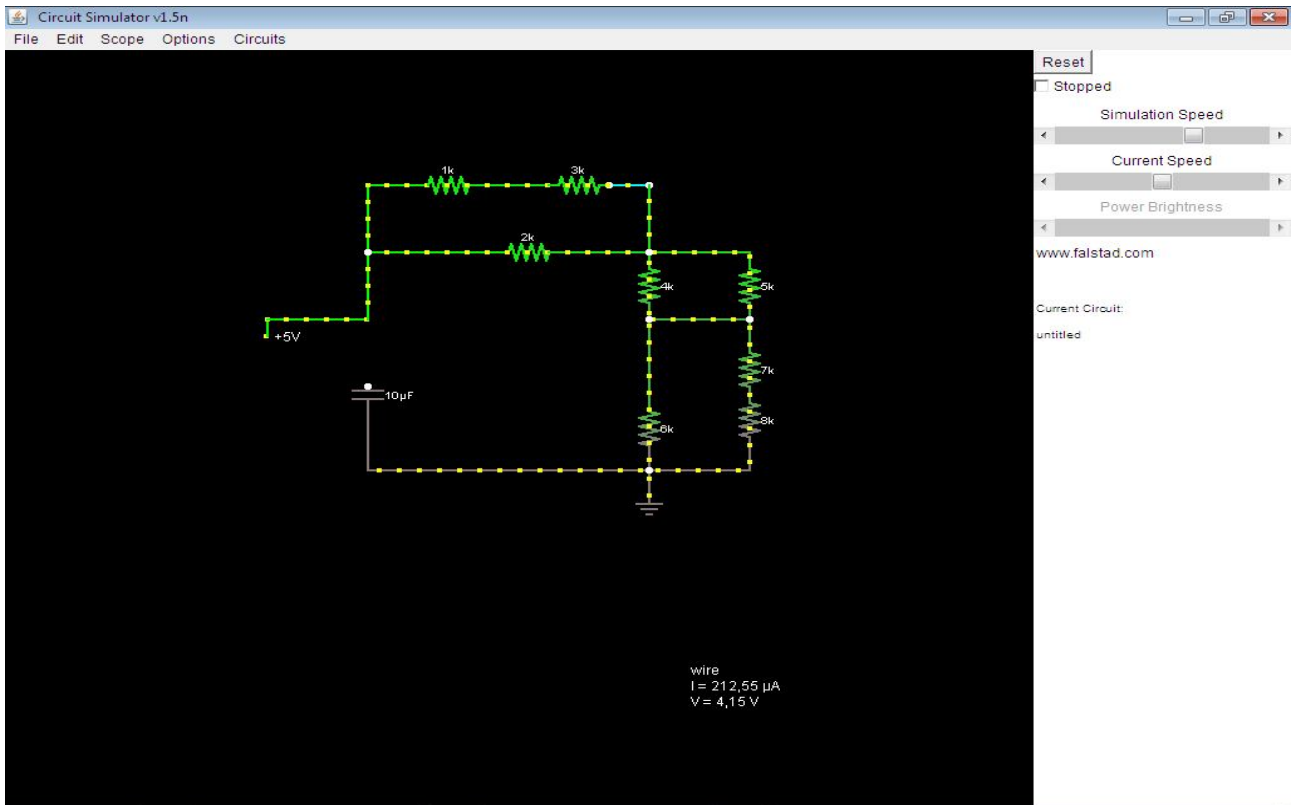 Circuit Simulator v1.5n
File Edit Scope Options Circuits
Reset
Stopped
Simulation Speed
Current Speed
Power Brightness
www.falstad.com
Current Circuit:
untitled
1k
3k
2k
4k
5k
+5V
7k
10µF
8k
6k
wire
I = 212,55 µA
V = 4,15 V